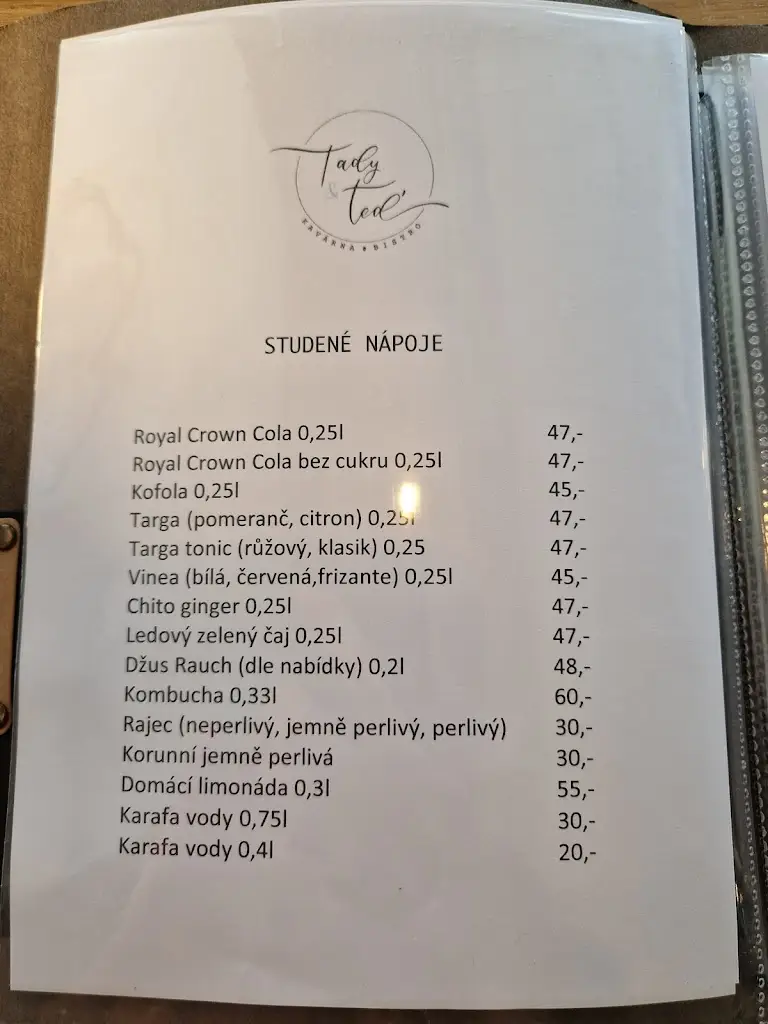 Tady
&
Teď
KAVÁRNA BISTRO
STUDENÉ NÁPOJE
Royal Crown Cola 0,25l 47,-
Royal Crown Cola bez cukru 0,25l 47,-
Kofola 0,25l 45,-
Targa (pomeranč, citron) 0,25l 47,-
Targa tonic (růžový, klasik) 0,25 47,-
Vinea (bílá, červená,frizante) 0,25l 45,-
Chito ginger 0,25l 47,-
Ledový zelený čaj 0,25l 47,-
Džus Rauch (dle nabídky) 0,2l 48,-
Kombucha 0,33l 60,-
Rajec (neperlivý, jemně perlivý, perlivý) 30,-
Korunní jemně perlivá 30,-
Domácí limonáda 0,3l 55,-
Karafa vody 0,75l 30,-
Karafa vody 0,4l 20,-